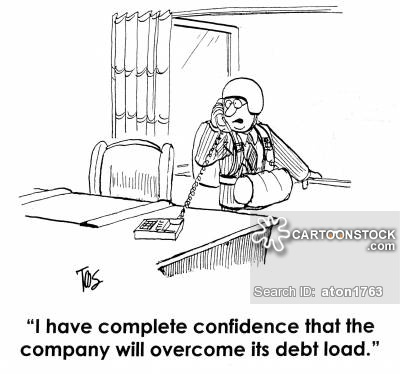 CARTOONSTOCK
.com
Search ID: aton1763
TOS
“I have complete confidence that the
company will overcome its debt load.”